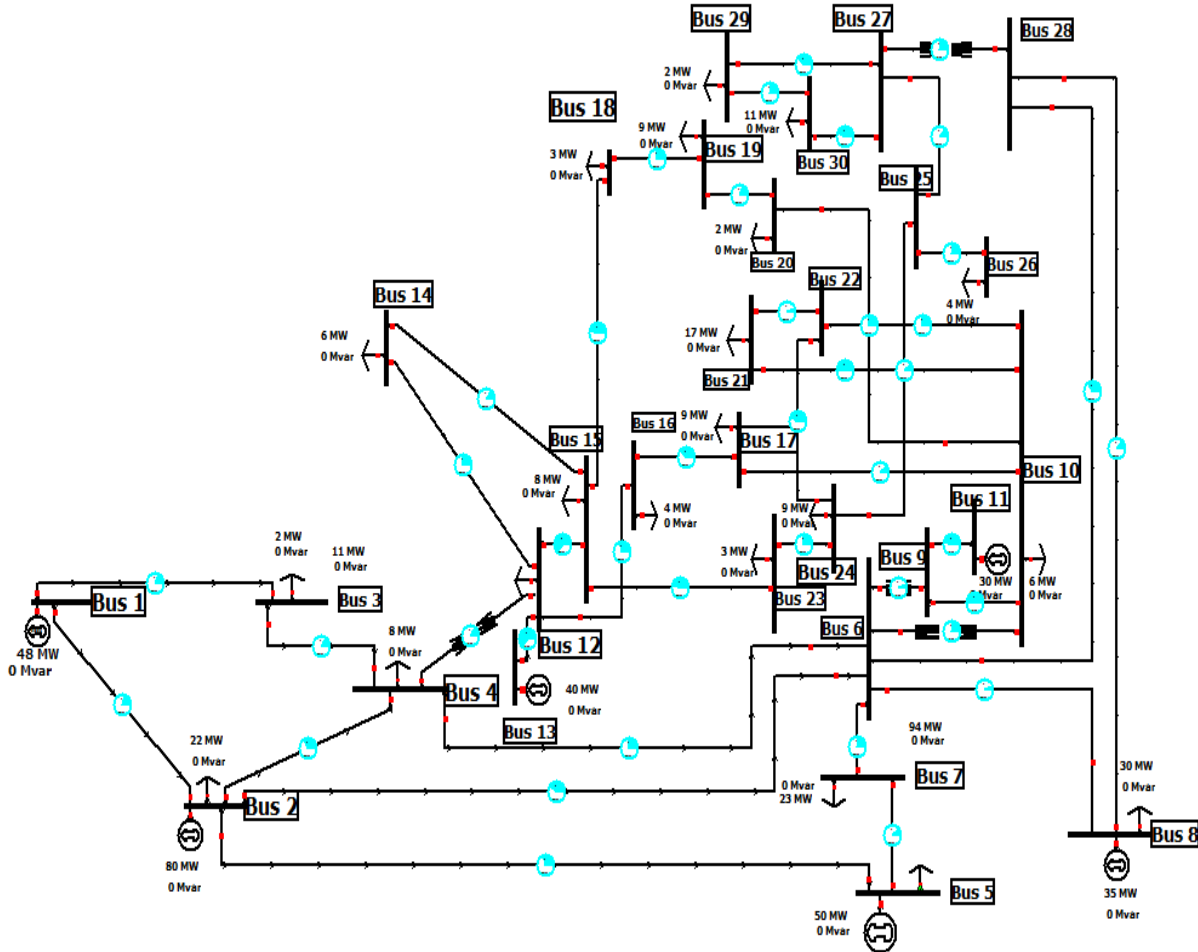 Bus 29
Bus 27
Bus 28
2 MW
0 Mvar
11 MW
0 Mvar
Bus 30
Bus 18
9 MW
0 Mvar
Bus 19
3 MW
0 Mvar
Bus 25
2 MW
0 Mvar
Bus 20
Bus 26
4 MW
0 Mvar
Bus 22
Bus 14
6 MW
0 Mvar
17 MW
0 Mvar
Bus 21
Bus 16
9 MW
0 Mvar
Bus 17
Bus 15
Bus 10
8 MW
0 Mvar
Bus 11
4 MW
0 Mvar
9 MW
0 Mvar
2 MW
0 Mvar
11 MW
0 Mvar
3 MW
0 Mvar
Bus 24
Bus 9
30 MW
0 Mvar
6 MW
0 Mvar
Bus 1
Bus 3
Bus 23
48 MW
0 Mvar
8 MW
0 Mvar
Bus 12
Bus 6
Bus 4
40 MW
0 Mvar
Bus 13
94 MW
0 Mvar
22 MW
0 Mvar
Bus 2
0 Mvar
23 MW
Bus 7
30 MW
0 Mvar
Bus 8
80 MW
0 Mvar
Bus 5
35 MW
0 Mvar
50 MW
0 Mvar